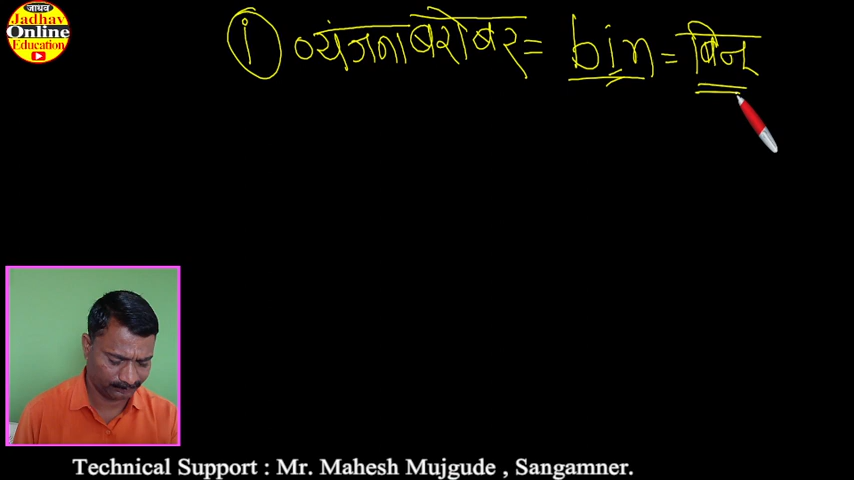 जाधव
Jadhav
Online
Education
i व्यंजनाबरोबर = bin = बिन
Technical Support : Mr. Mahesh Mujgude , Sangamner.